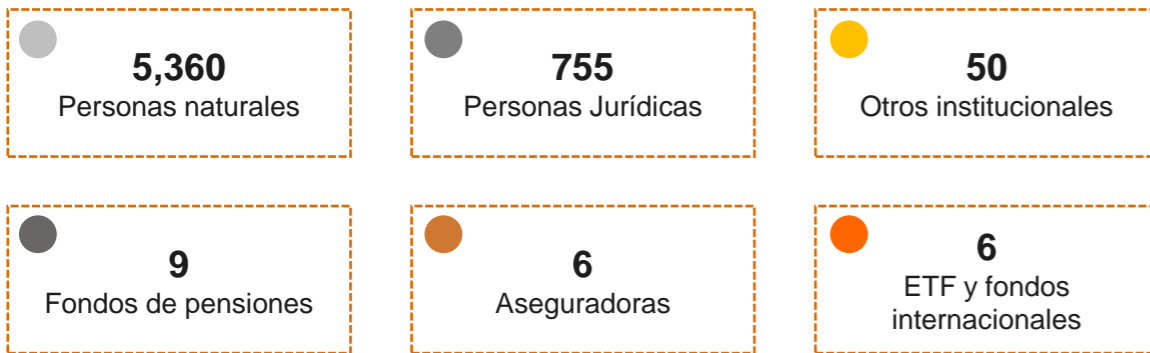 5,360
Personas naturales
755
Personas Jurídicas
50
Otros institucionales
9
Fondos de pensiones
6
Aseguradoras
6
ETF y fondos
internacionales